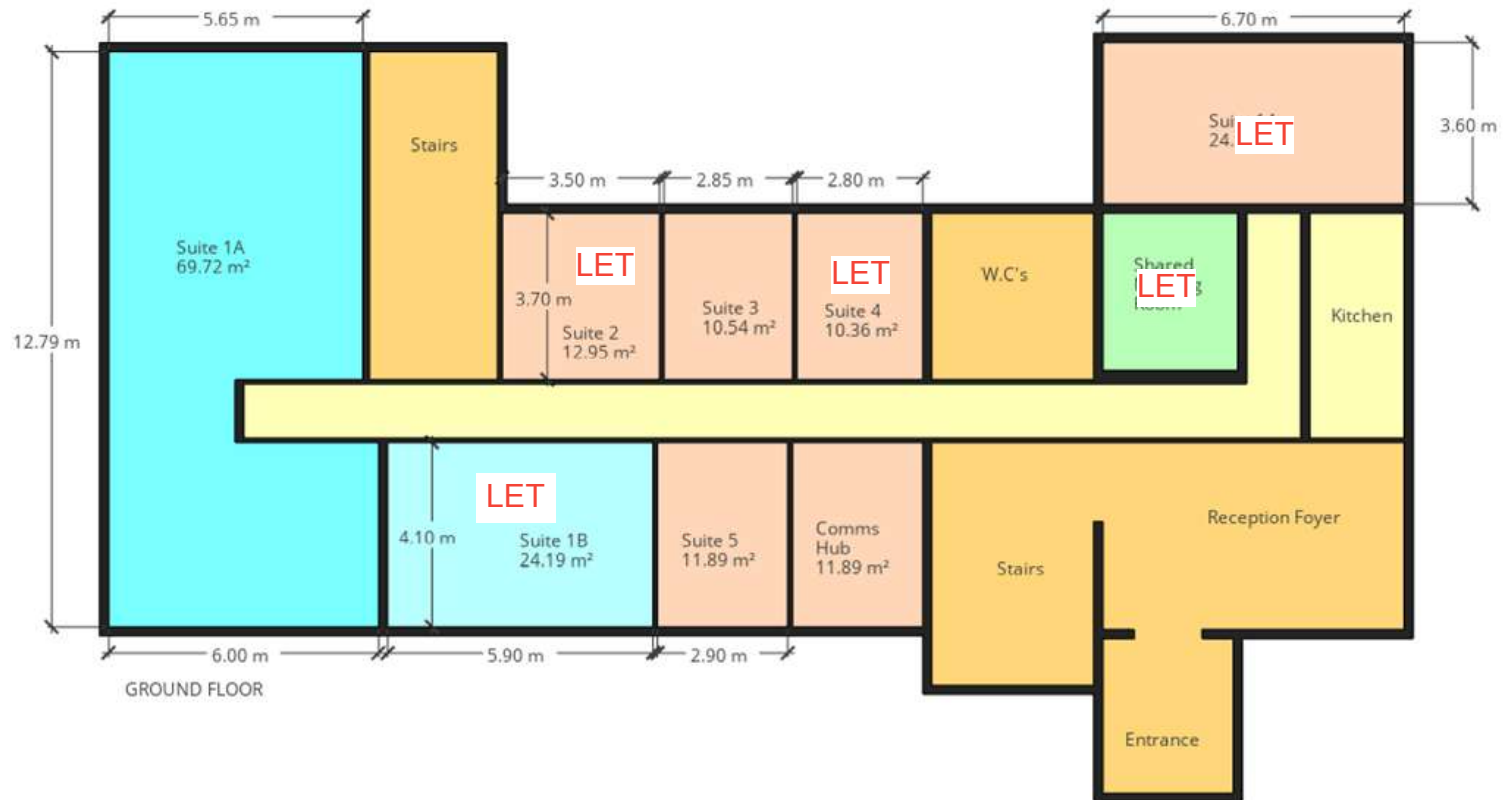 5.65 m
6.70 m
12.79 m
3.60 m
Stairs
LET
24.
3.50 m
2.85 m
2.80 m
Suite 1A
69.72 m²
LET
3.70 m
Suite 2
12.95 m²
Suite 3
10.54 m²
LET
Suite 4
10.36 m²
W.C's
Shared
LET
Kitchen
LET
4.10 m
Suite 1B
24.19 m²
Suite 5
11.89 m²
Comms
Hub
11.89 m²
Stairs
Reception Foyer
6.00 m
5.90 m
2.90 m
GROUND FLOOR
Entrance